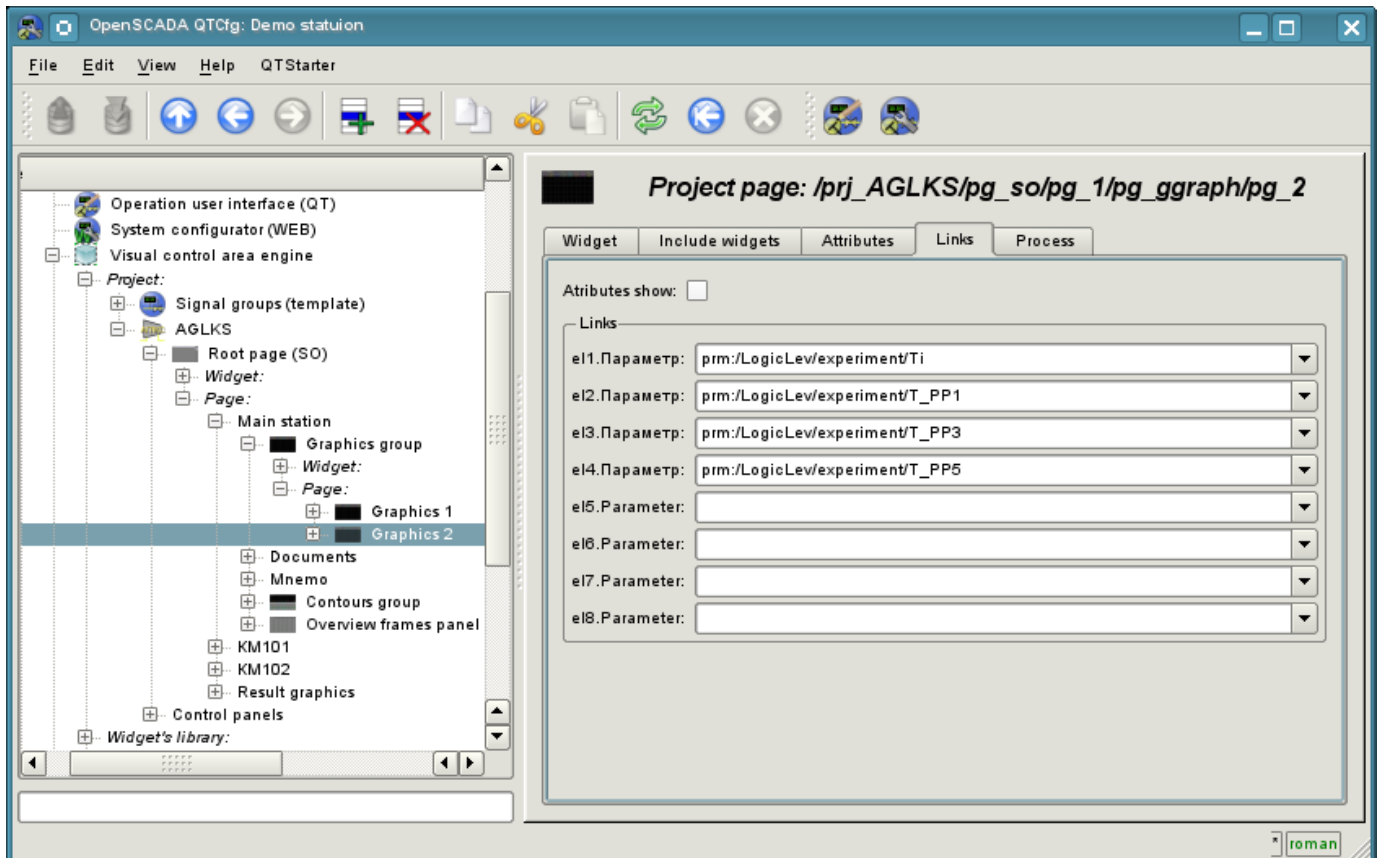 OpenSCADA QTCfg: Demo statuion
File Edit View Help QTStarter
Operation user interface (QT)
System configurator (WEB)
Visual control area engine
Project:
Signal groups (template)
AGLKS
Root page (SO)
Widget:
Page:
Main station
Graphics group
Widget:
Page:
Graphics 1
Graphics 2
Documents
Mnemo
Contours group
Overview frames panel
KM101
KM102
Result graphics
Control panels
Widget's library:
Project page: /prj_AGLKS/pg_so/pg_1/pg_ggraph/pg_2
Widget Include widgets Attributes Links Process
Atributes show:
Links
el1.Параметр: prm:/LogicLev/experiment/Ti
el2.Параметр: prm:/LogicLev/experiment/T_PP1
el3.Параметр: prm:/LogicLev/experiment/T_PP3
el4.Параметр: prm:/LogicLev/experiment/T_PP5
el5.Parameter:
el6.Parameter:
el7.Parameter:
el8.Parameter:
* roman